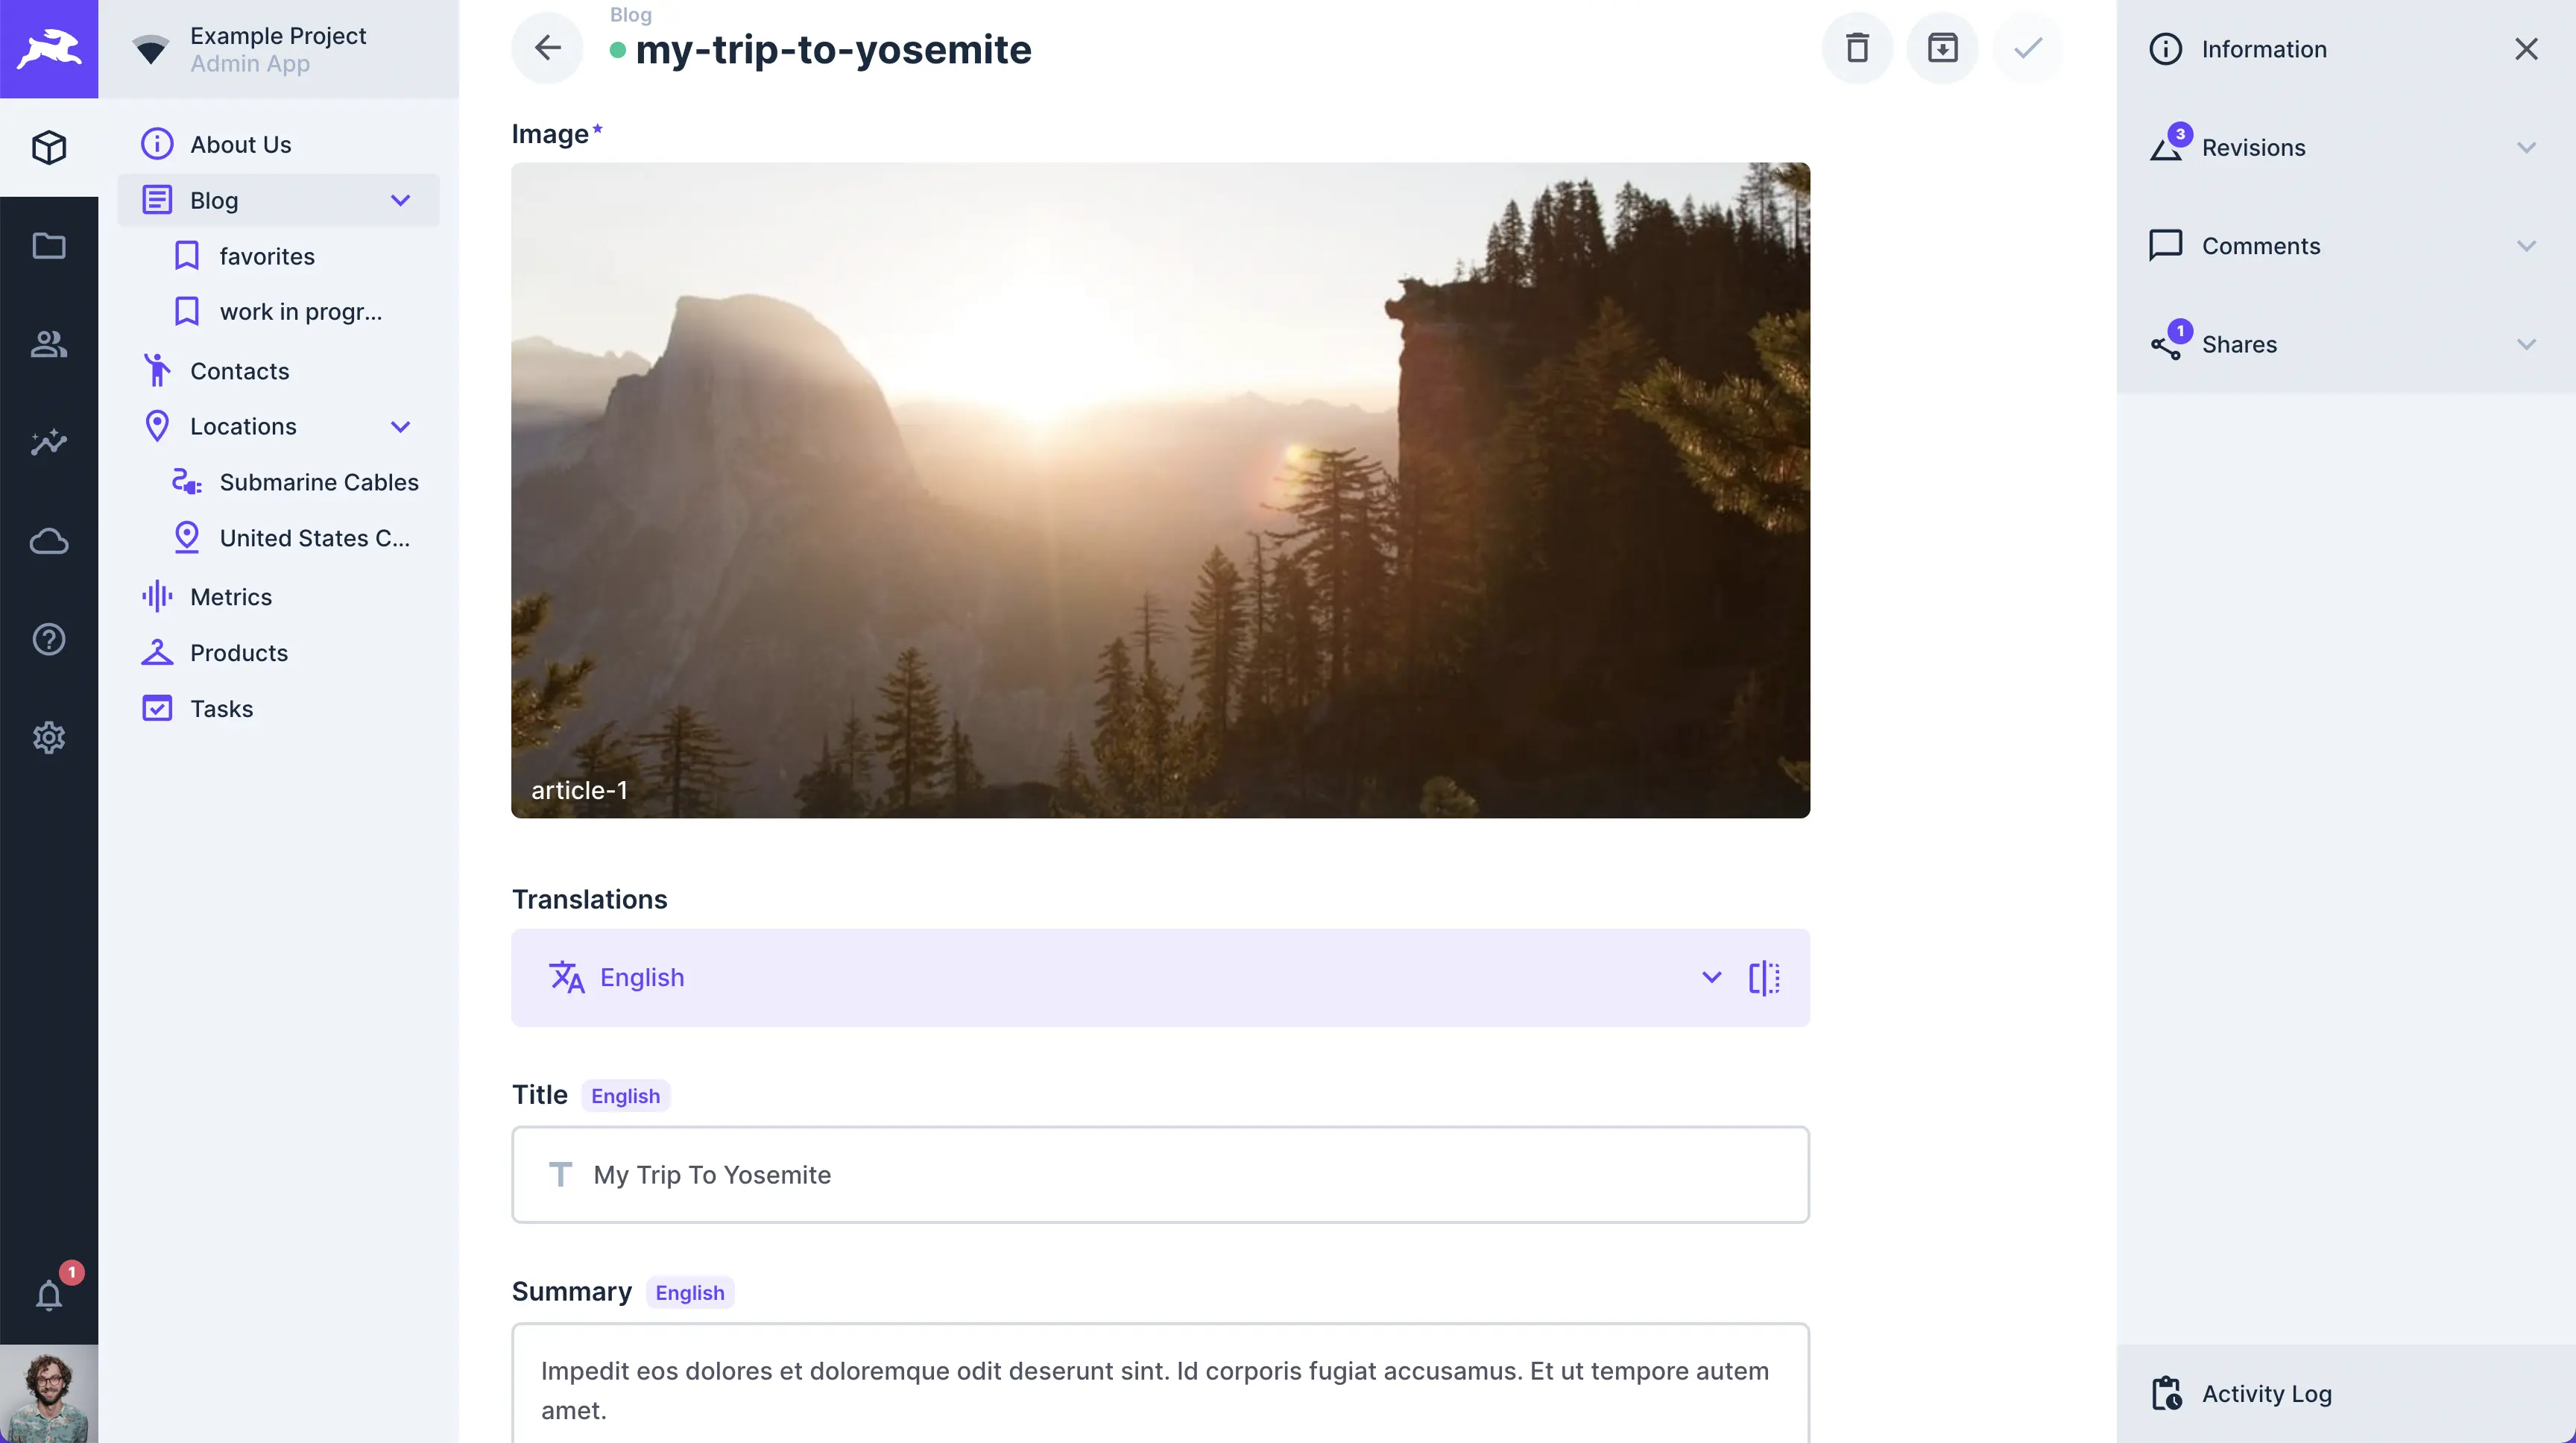 Example Project
Admin App
About Us
Blog
favorites
work in progr...
Contacts
Locations
Submarine Cables
United States C...
Metrics
Products
Tasks
1
Blog
my-trip-to-yosemite
Image*
article-1
Translations
English
Title English
My Trip To Yosemite
Summary English
Impedit eos dolores et doloremque odit deserunt sint. Id corporis fugiat accusamus. Et ut tempore autem
amet.
Information
3
Revisions
Comments
1
Shares
Activity Log